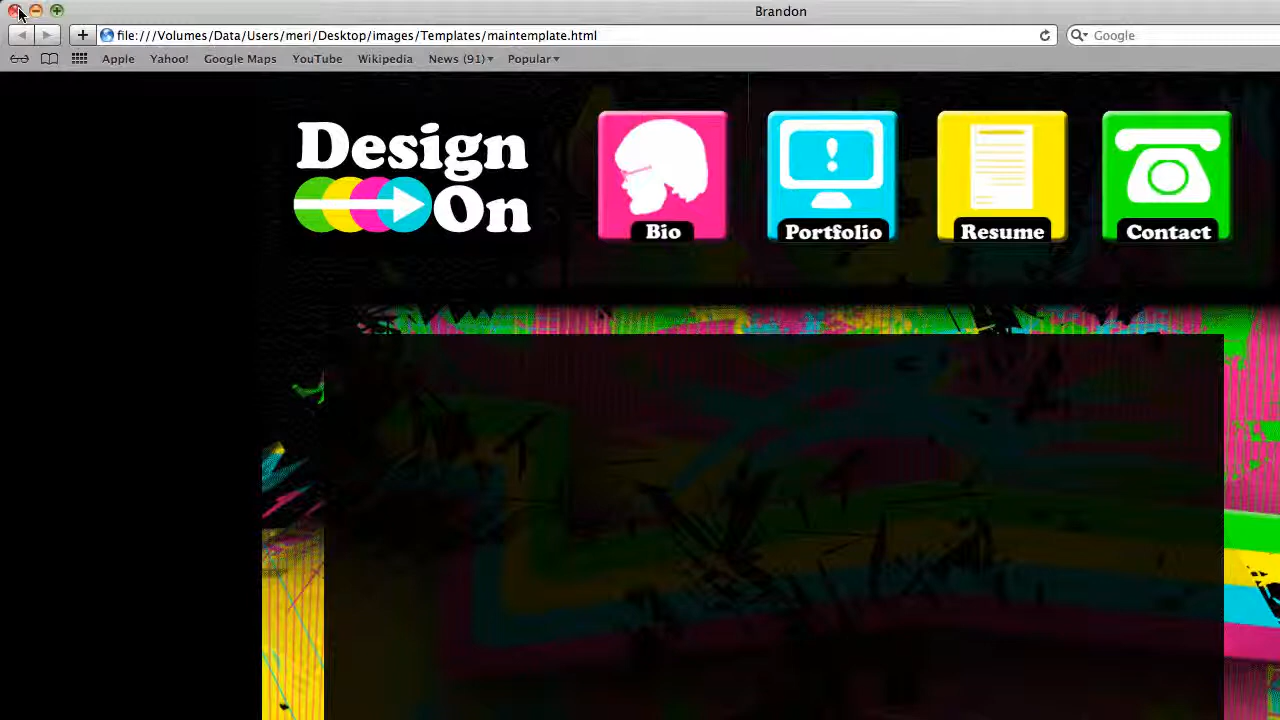 Brandon
file:///Volumes/Data/Users/meri/Desktop/images/Templates/maintemplate.html
Google
Apple Yahoo! Google Maps YouTube Wikipedia News (91) Popular
Design
On
Bio Portfolio Resume Contact